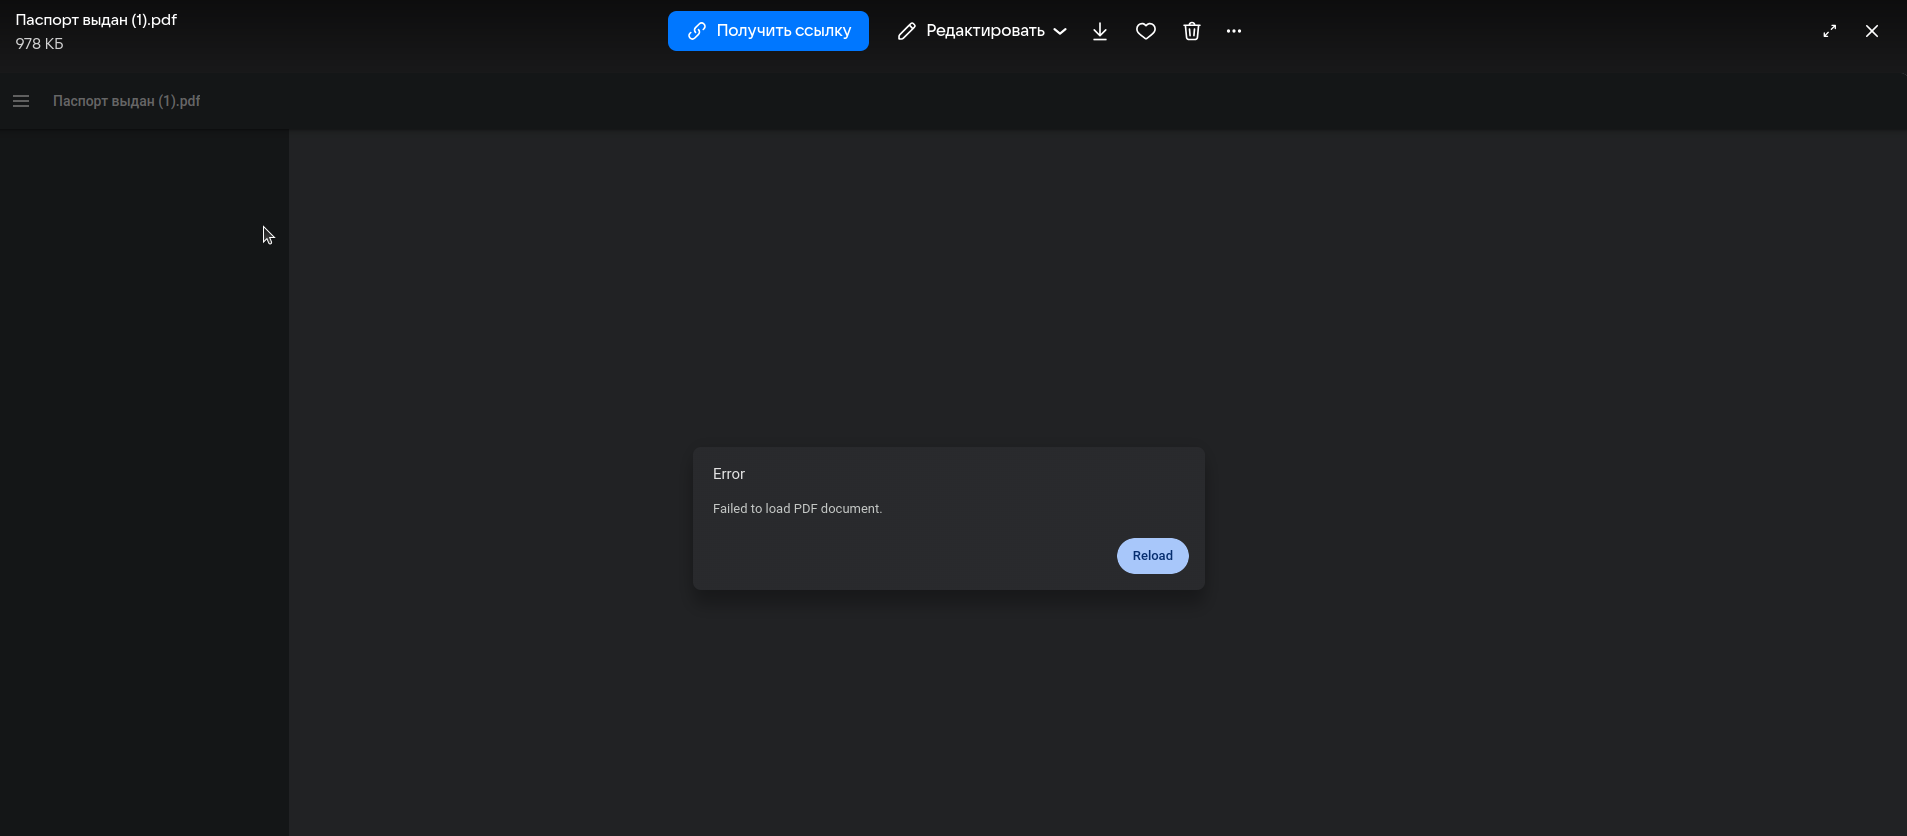 Паспорт выдан (1).pdf
978 КБ
Получить ссылку
Редактировать
Паспорт выдан (1).pdf
Error
Failed to load PDF document.
Reload